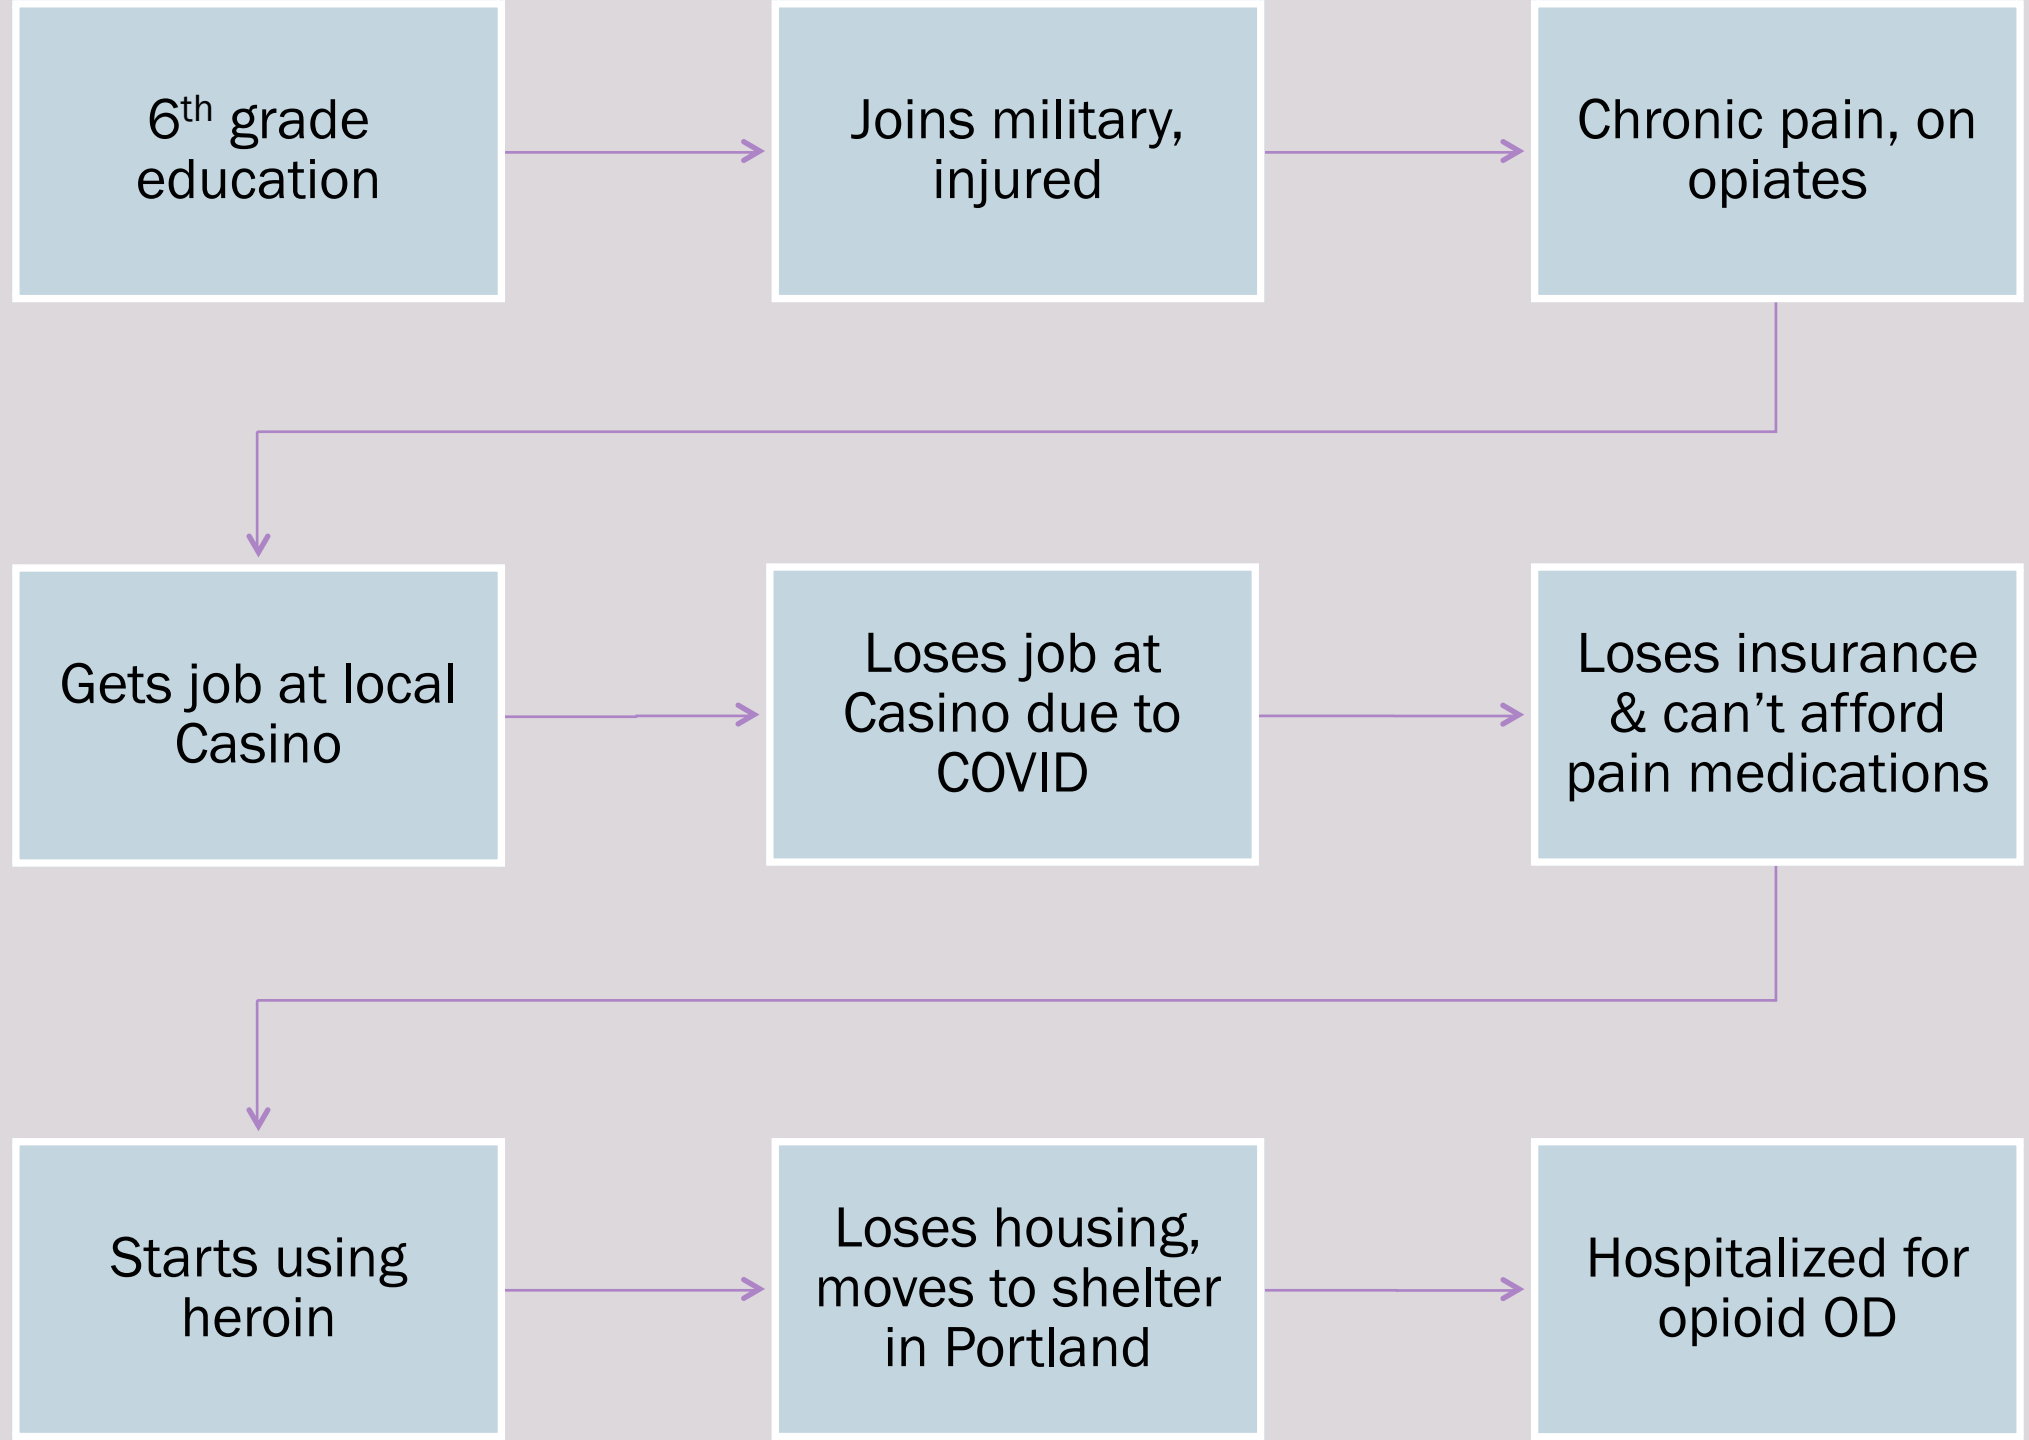 6th grade
education
Joins military,
injured
Chronic pain, on
opiates
Gets job at local
Casino
Loses job at
Casino due to
COVID
Loses insurance
& can’t afford
pain medications
Starts using
heroin
Loses housing,
moves to shelter
in Portland
Hospitalized for
opioid OD